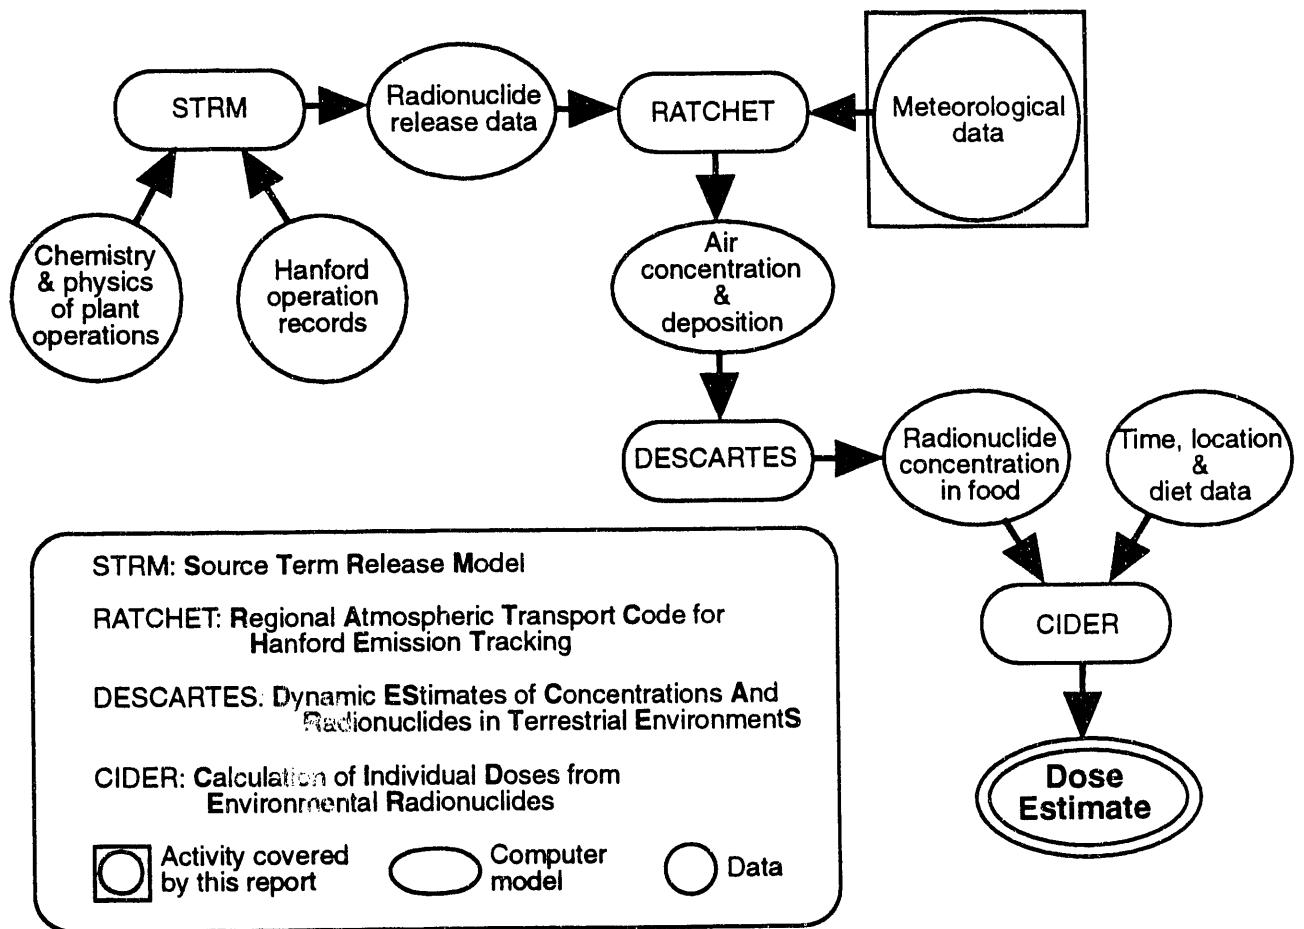 STRM
Radionuclide
release data
RATCHET
Meteorological
data
Chemistry
& physics
of plant
operations
Hanford
operation
records
Air
concentration
&
deposition
DESCARTES
Radionuclide
concentration
in food
Time, location
&
diet data
CIDER
Dose
Estimate
STRM: Source Term Release Model
RATCHET: Regional Atmospheric Transport Code for
Hanford Emission Tracking
DESCARTES: Dynamic EStimates of Concentrations And
Radionuclides in Terrestrial EnvironmentS
CIDER: Calculation of Individual Doses from
Environmental Radionuclides
Activity covered
by this report
Computer
model
Data